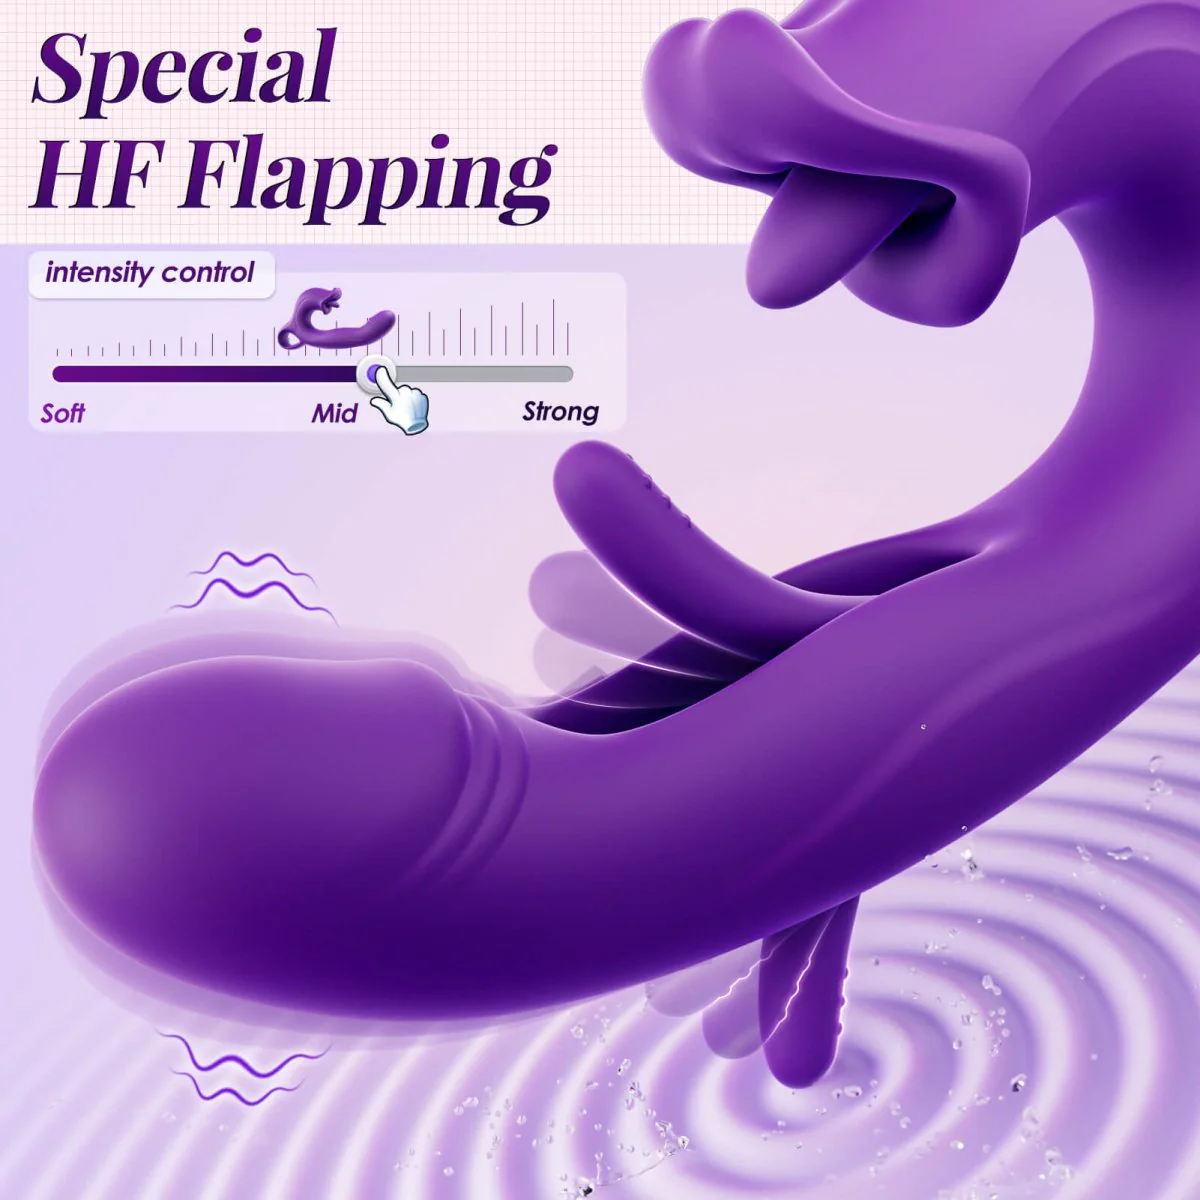 Special
HF Flapping
intensity control
Soft
Mid
Strong